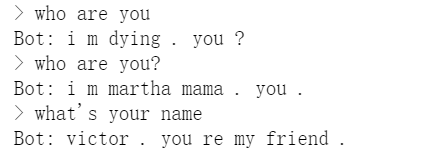 > who are you
Bot: i m dying . you ?
> who are you?
Bot: i m martha mama . you .
> what's your name
Bot: victor . you re my friend .